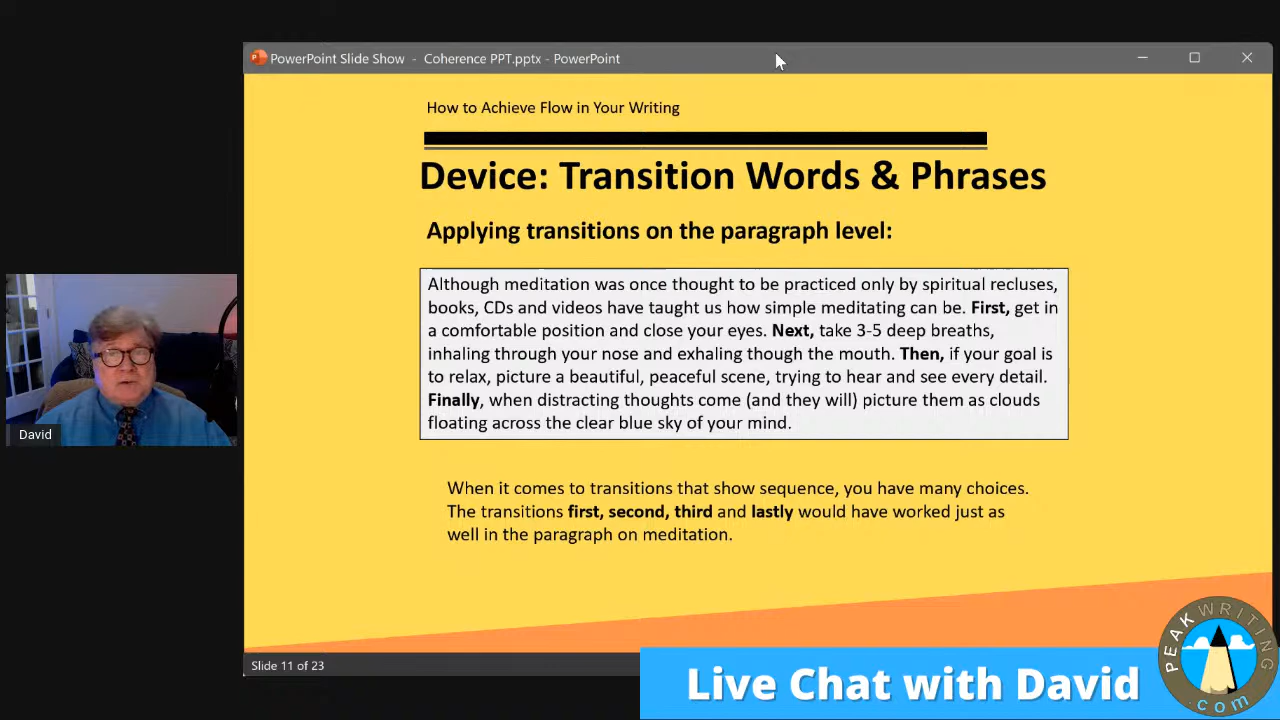 PowerPoint Slide Show - Coherence PPT.pptx - PowerPoint
How to Achieve Flow in Your Writing
Device: Transition Words & Phrases
Applying transitions on the paragraph level:
Although meditation was once thought to be practiced only by spiritual recluses,
books, CDs and videos have taught us how simple meditating can be. First, get in
a comfortable position and close your eyes. Next, take 3-5 deep breaths,
inhaling through your nose and exhaling though the mouth. Then, if your goal is
to relax, picture a beautiful, peaceful scene, trying to hear and see every detail.
Finally, when distracting thoughts come (and they will) picture them as clouds
floating across the clear blue sky of your mind.
When it comes to transitions that show sequence, you have many choices.
The transitions first, second, third and lastly would have worked just as
well in the paragraph on meditation.
David
Slide 11 of 23
Live Chat with David
PEAKWRITING
.com